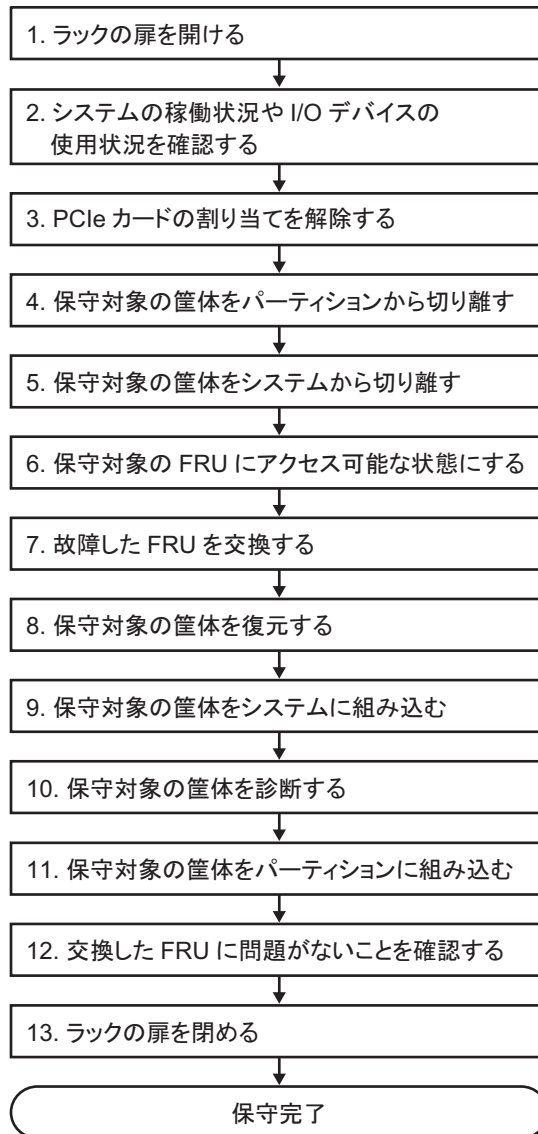 1. ラックの扉を開ける
2. システムの稼働状況や I/O デバイスの
使用状況を確認する
3. PCIe カードの割り当てを解除する
4. 保守対象の筐体をパーティションから切り離す
5. 保守対象の筐体をシステムから切り離す
6. 保守対象の FRU にアクセス可能な状態にする
7. 故障した FRU を交換する
8. 保守対象の筐体を復元する
9. 保守対象の筐体をシステムに組み込む
10. 保守対象の筐体を診断する
11. 保守対象の筐体をパーティションに組み込む
12. 交換した FRU に問題がないことを確認する
13. ラックの扉を閉める
保守完了